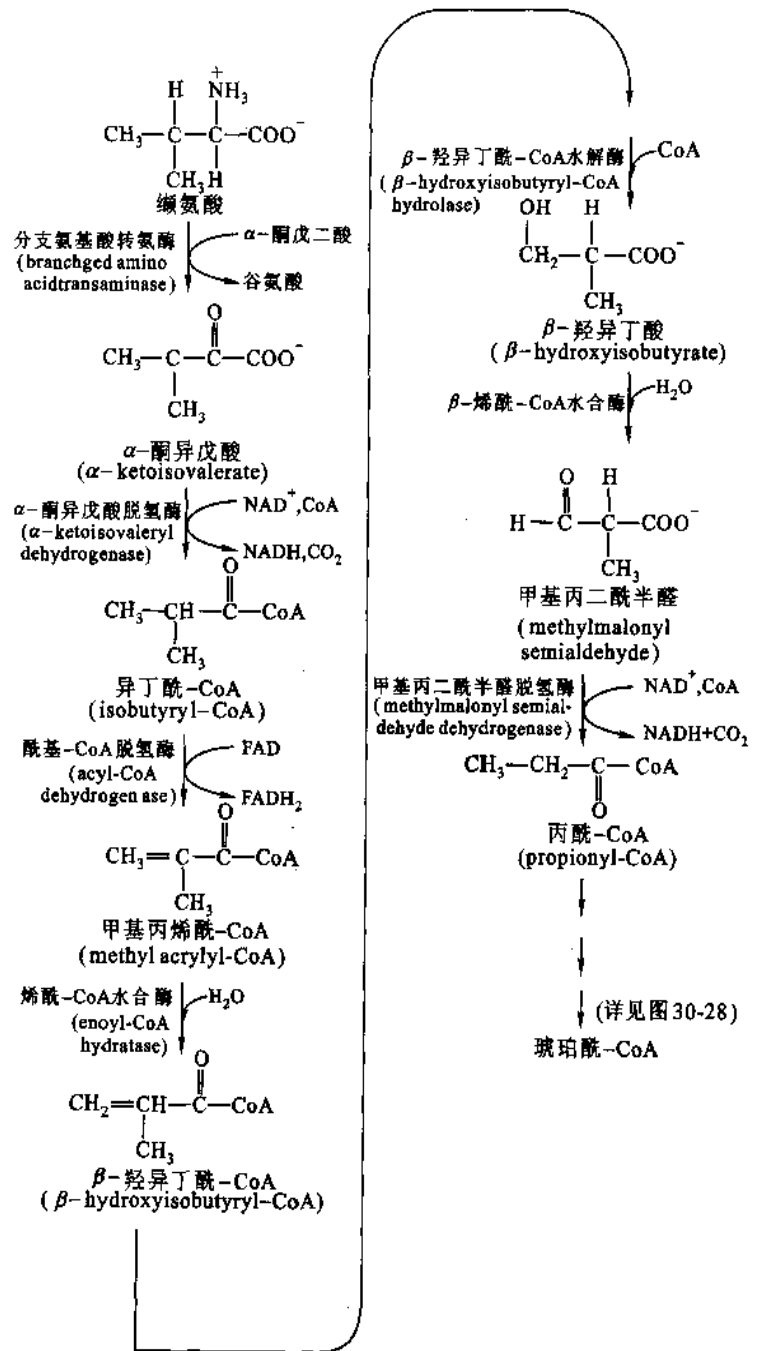 H NH3+
CH3—C—C—COO−
CH3 H
缬氨酸
分支氨基酸转氨酶
(branchged amino
acidtransaminase)
α-酮戊二酸
谷氨酸
O
CH3—C—C—COO−
CH3
α-酮异戊酸
(α-ketoisovalerate)
α-酮异戊酸脱氢酶
(α-ketoisovaleryl
dehydrogenase)
NAD+,CoA
NADH,CO2
O
CH3—CH—C—CoA
CH3
异丁酰-CoA
(isobutyryl-CoA)
酰基-CoA脱氢酶
(acyl-CoA
dehydrogen ase)
FAD
FADH2
O
CH3=C—C—CoA
CH3
甲基丙烯酰-CoA
(methyl acrylyl-CoA)
烯酰-CoA水合酶
(enoyl-CoA
hydratase)
H2O
O
CH2=CH—C—CoA
CH3
β-羟异丁酰-CoA
(β-hydroxyisobutyryl-CoA)
β-羟异丁酰-CoA水解酶
(β-hydroxyisobutyryl-CoA
hydrolase)
CoA
OH H
CH2—C—COO−
CH3
β-羟异丁酸
(β-hydroxyisobutyrate)
β-烯酰-CoA水合酶
H2O
O H
H—C—C—COO−
CH3
甲基丙二酰半醛
(methylmalonyl
semialdehyde)
甲基丙二酰半醛脱氢酶
(methylmalonyl semial-
dehyde dehydrogenase)
NAD+,CoA
NADH+CO2
CH3—CH2—C—CoA
O
丙酰-CoA
(propionyl-CoA)
(详见图30-28)
琥珀酰-CoA